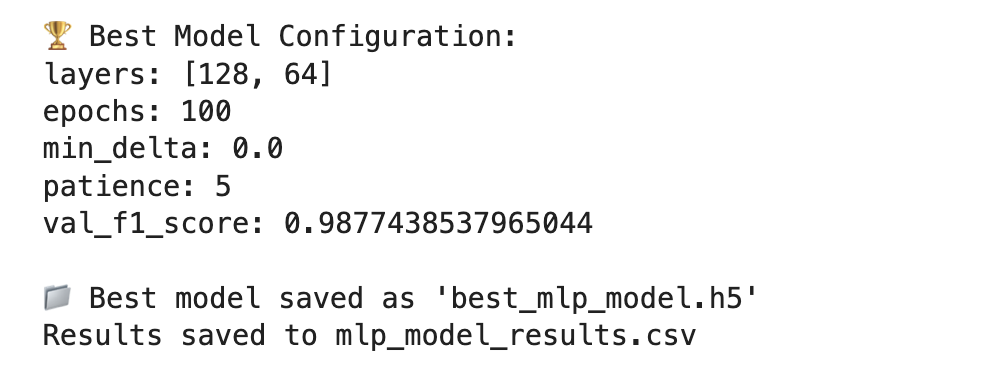 🏆 Best Model Configuration:
layers: [128, 64]
epochs: 100
min_delta: 0.0
patience: 5
val_f1_score: 0.9877438537965044
📁 Best model saved as 'best_mlp_model.h5'
Results saved to mlp_model_results.csv